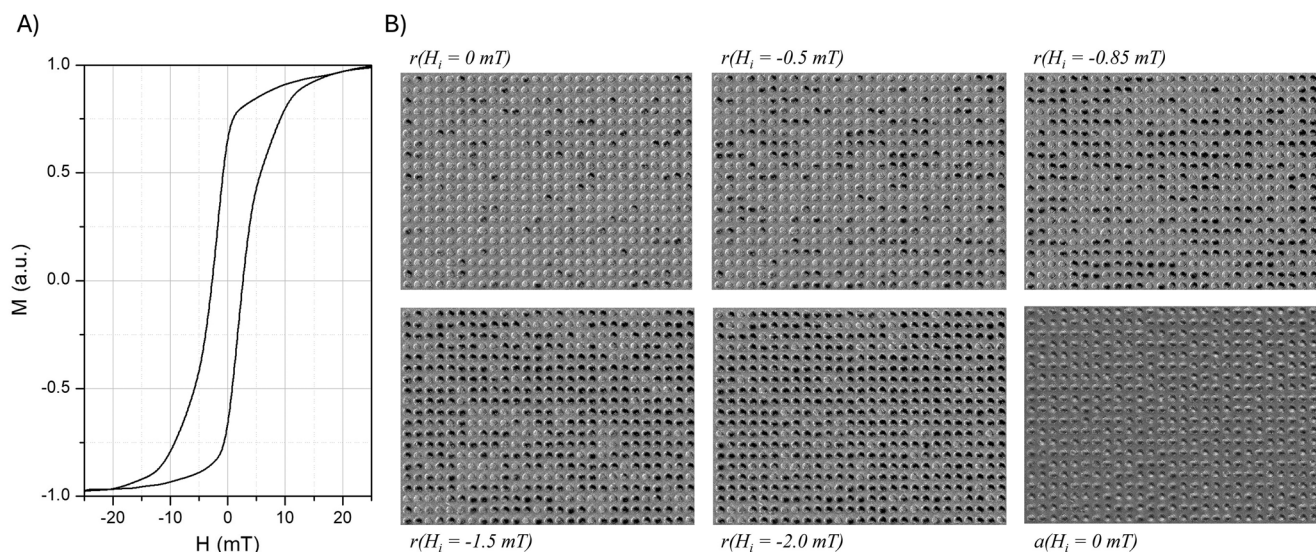 A)
B)
r(Hi = 0 mT)
r(Hi = -0.5 mT)
r(Hi = -0.85 mT)
1.0
0.5
0.0
-0.5
-1.0
M (a.u.)
-20 -10 0 10 20
H (mT)
r(Hi = -1.5 mT)
r(Hi = -2.0 mT)
a(Hi = 0 mT)